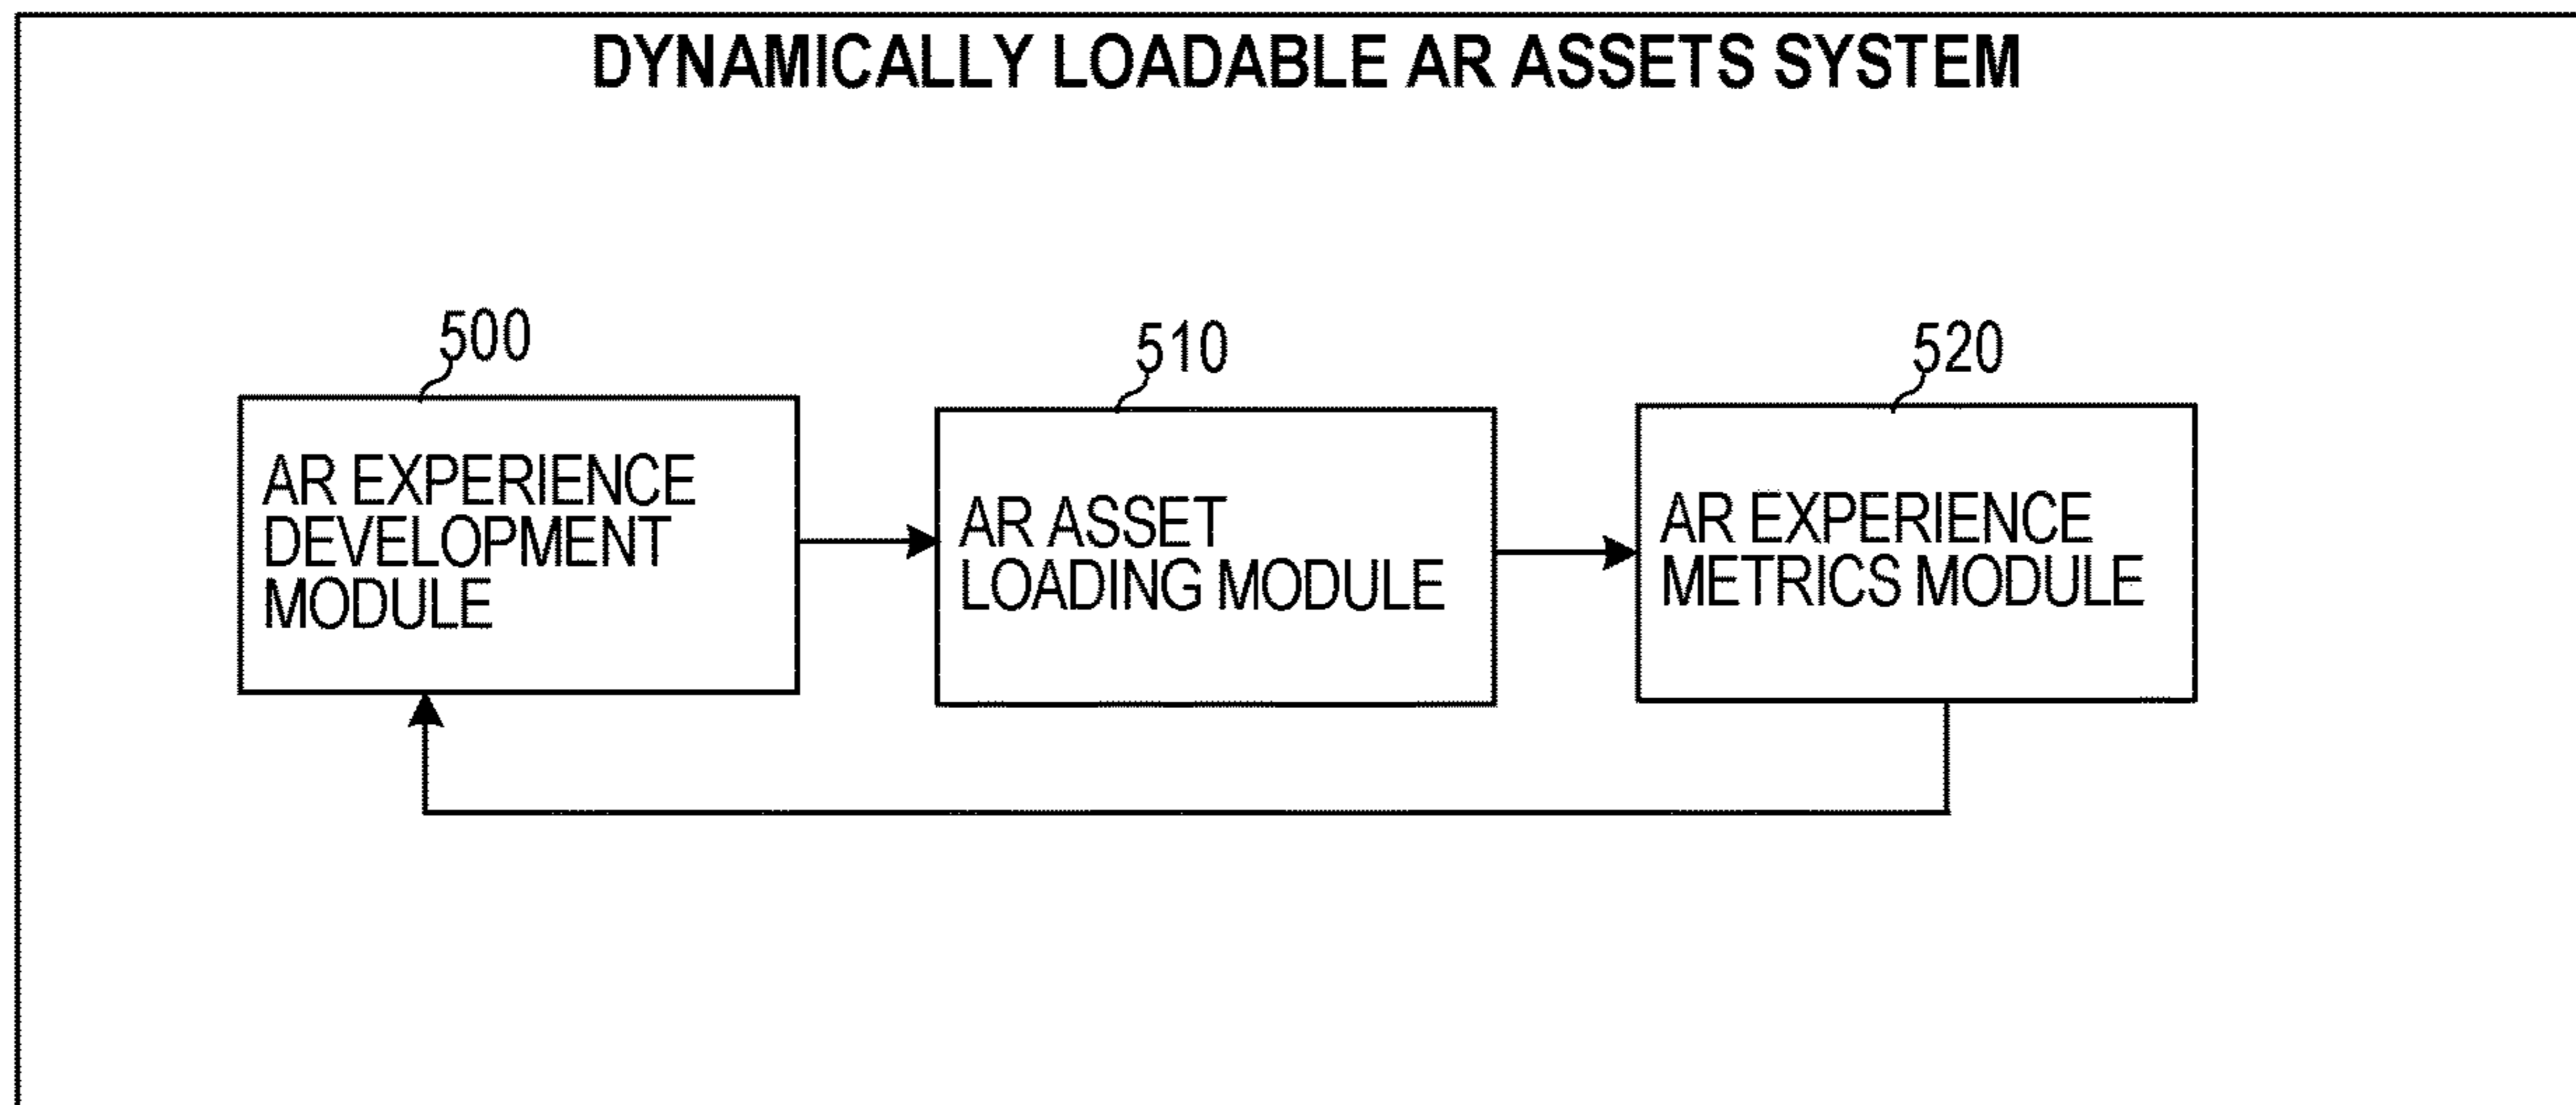 DYNAMICALLY LOADABLE AR ASSETS SYSTEM
500
AR EXPERIENCE
DEVELOPMENT
MODULE
510
AR ASSET
LOADING MODULE
520
AR EXPERIENCE
METRICS MODULE